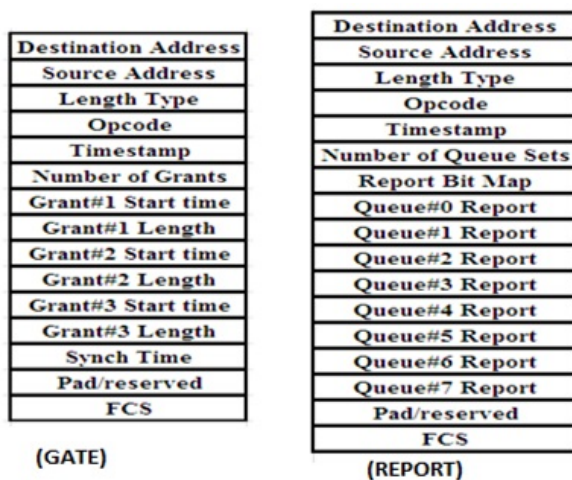 Destination Address
Source Address
Length Type
Opcode
Timestamp
Number of Grants
Grant#1 Start time
Grant#1 Length
Grant#2 Start time
Grant#2 Length
Grant#3 Start time
Grant#3 Length
Synch Time
Pad/reserved
FCS
(GATE)
Destination Address
Source Address
Length Type
Opcode
Timestamp
Number of Queue Sets
Report Bit Map
Queue#0 Report
Queue#1 Report
Queue#2 Report
Queue#3 Report
Queue#4 Report
Queue#5 Report
Queue#6 Report
Queue#7 Report
Pad/reserved
FCS
(REPORT)